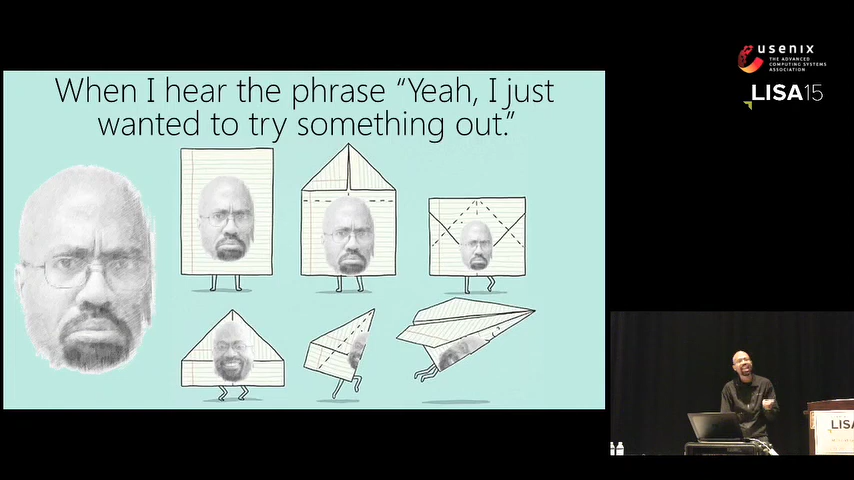 When I hear the phrase “Yeah, I just
wanted to try something out.”
usenix
THE ADVANCED
COMPUTING SYSTEMS
ASSOCIATION
LISA15
LISA